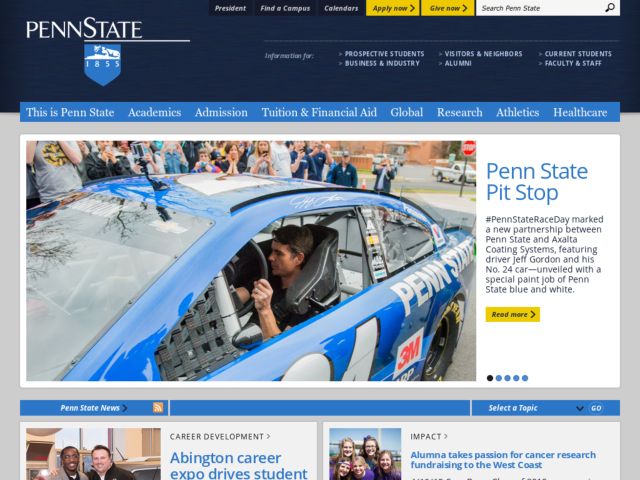 President
Find a Campus
Calendars
Apply now
Give now
Search Penn State
PENNSTATE
1855
Information for:
> PROSPECTIVE STUDENTS
> VISITORS & NEIGHBORS
> CURRENT STUDENTS
> BUSINESS & INDUSTRY
> ALUMNI
> FACULTY & STAFF
This is Penn State
Academics
Admission
Tuition & Financial Aid
Global
Research
Athletics
Healthcare
PENN STATE
3M
Penn State
Pit Stop
#PennStateRaceDay marked
a new partnership between
Penn State and Axalta
Coating Systems, featuring
driver Jeff Gordon and his
No. 24 car—unveiled with a
special paint job of Penn
State blue and white.
Read more
Penn State News
Select a Topic
GO
CAREER DEVELOPMENT
Abington career
expo drives student
IMPACT
Alumna takes passion for cancer research
fundraising to the West Coast